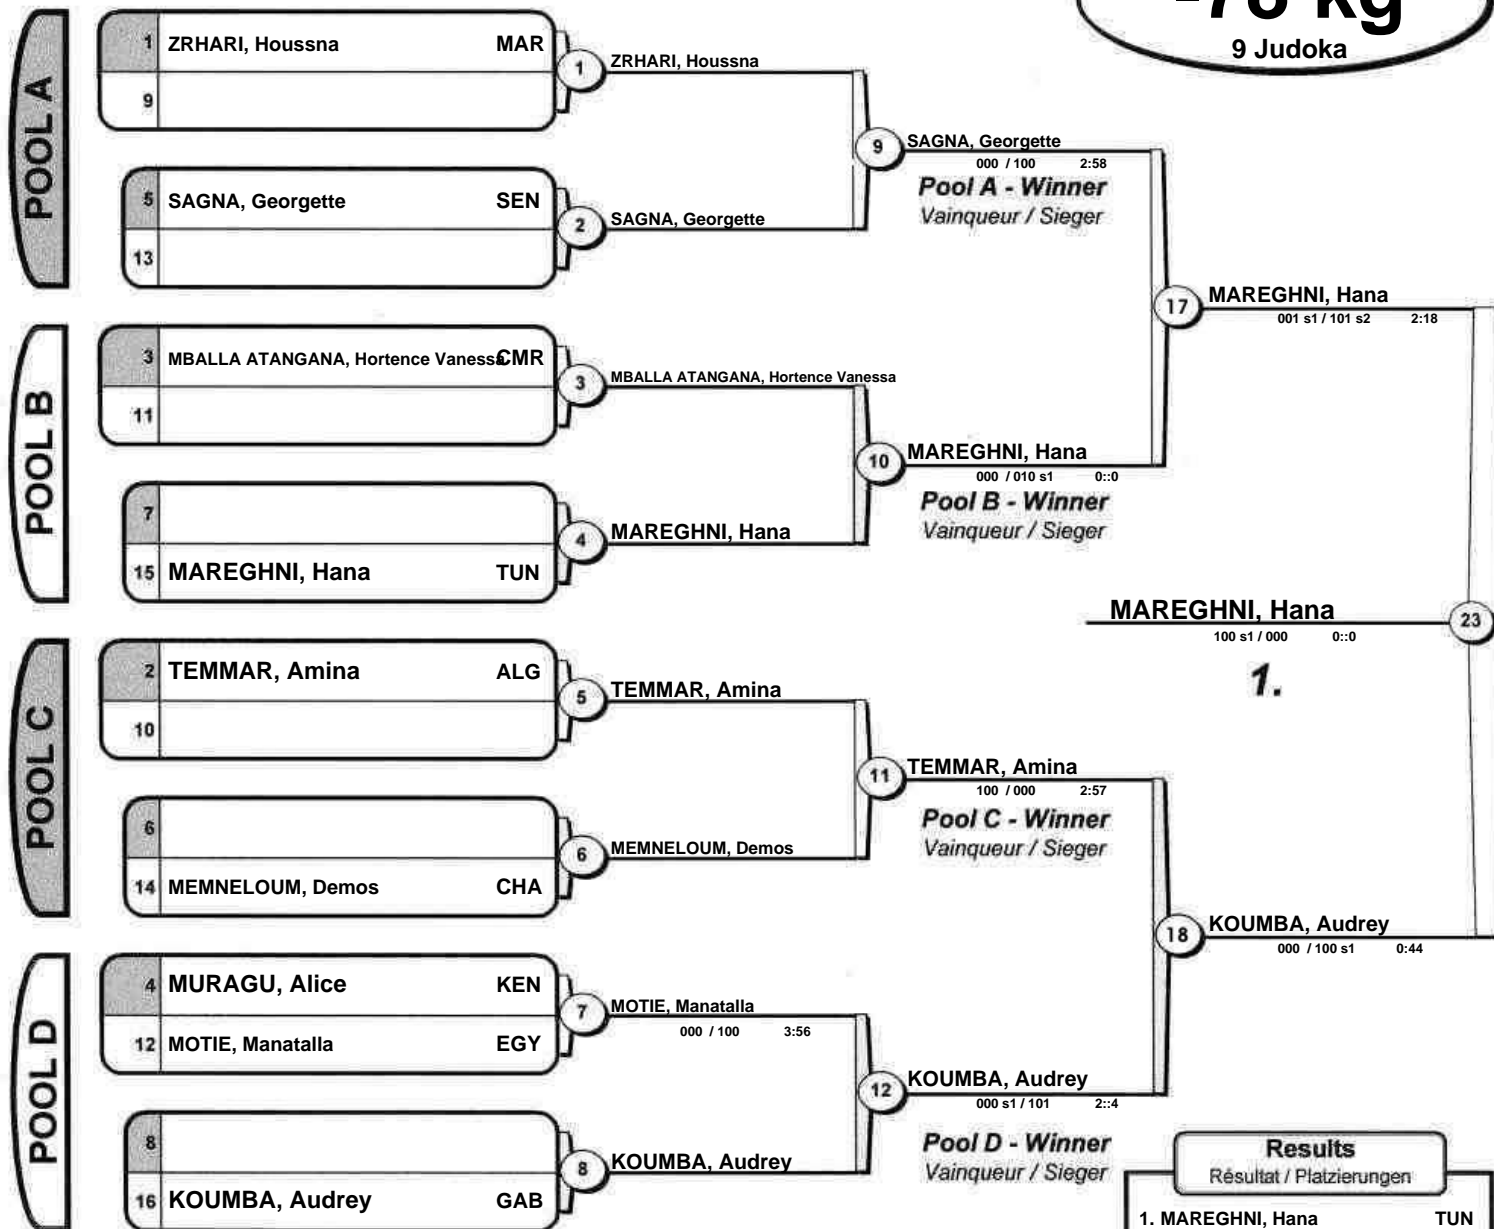 -78 kg
9 Judoka
POOL A
1 ZRHARI, Houssna MAR
9
1 ZRHARI, Houssna
5 SAGNA, Georgette SEN
13
2 SAGNA, Georgette
9 SAGNA, Georgette
000 / 100 2:58
Pool A - Winner
Vainqueur / Sieger
POOL B
3 MBALLA ATANGANA, Hortence Vanessa CMR
11
3 MBALLA ATANGANA, Hortence Vanessa
7
15 MAREGHNI, Hana TUN
4 MAREGHNI, Hana
10 MAREGHNI, Hana
000 / 010 s1 0::0
Pool B - Winner
Vainqueur / Sieger
17 MAREGHNI, Hana
001 s1 / 101 s2 2:18
MAREGHNI, Hana 23
100 s1 / 000 0::0
1.
POOL C
2 TEMMAR, Amina ALG
10
5 TEMMAR, Amina
6
14 MEMNELOUM, Demos CHA
6 MEMNELOUM, Demos
11 TEMMAR, Amina
100 / 000 2:57
Pool C - Winner
Vainqueur / Sieger
POOL D
4 MURAGU, Alice KEN
12 MOTIE, Manatalla EGY
7 MOTIE, Manatalla
000 / 100 3:56
8
16 KOUMBA, Audrey GAB
8 KOUMBA, Audrey
12 KOUMBA, Audrey
000 s1 / 101 2::4
Pool D - Winner
Vainqueur / Sieger
18 KOUMBA, Audrey
000 / 100 s1 0:44
Results
Résultat / Platzierungen
1. MAREGHNI, Hana TUN